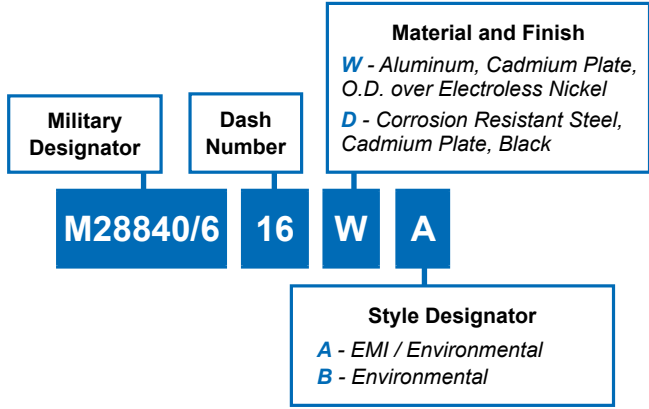 Material and Finish
W - Aluminum, Cadmium Plate,
O.D. over Electroless Nickel
D - Corrosion Resistant Steel,
Cadmium Plate, Black
Military
Designator
Dash
Number
M28840/6
16
W
A
Style Designator
A - EMI / Environmental
B - Environmental